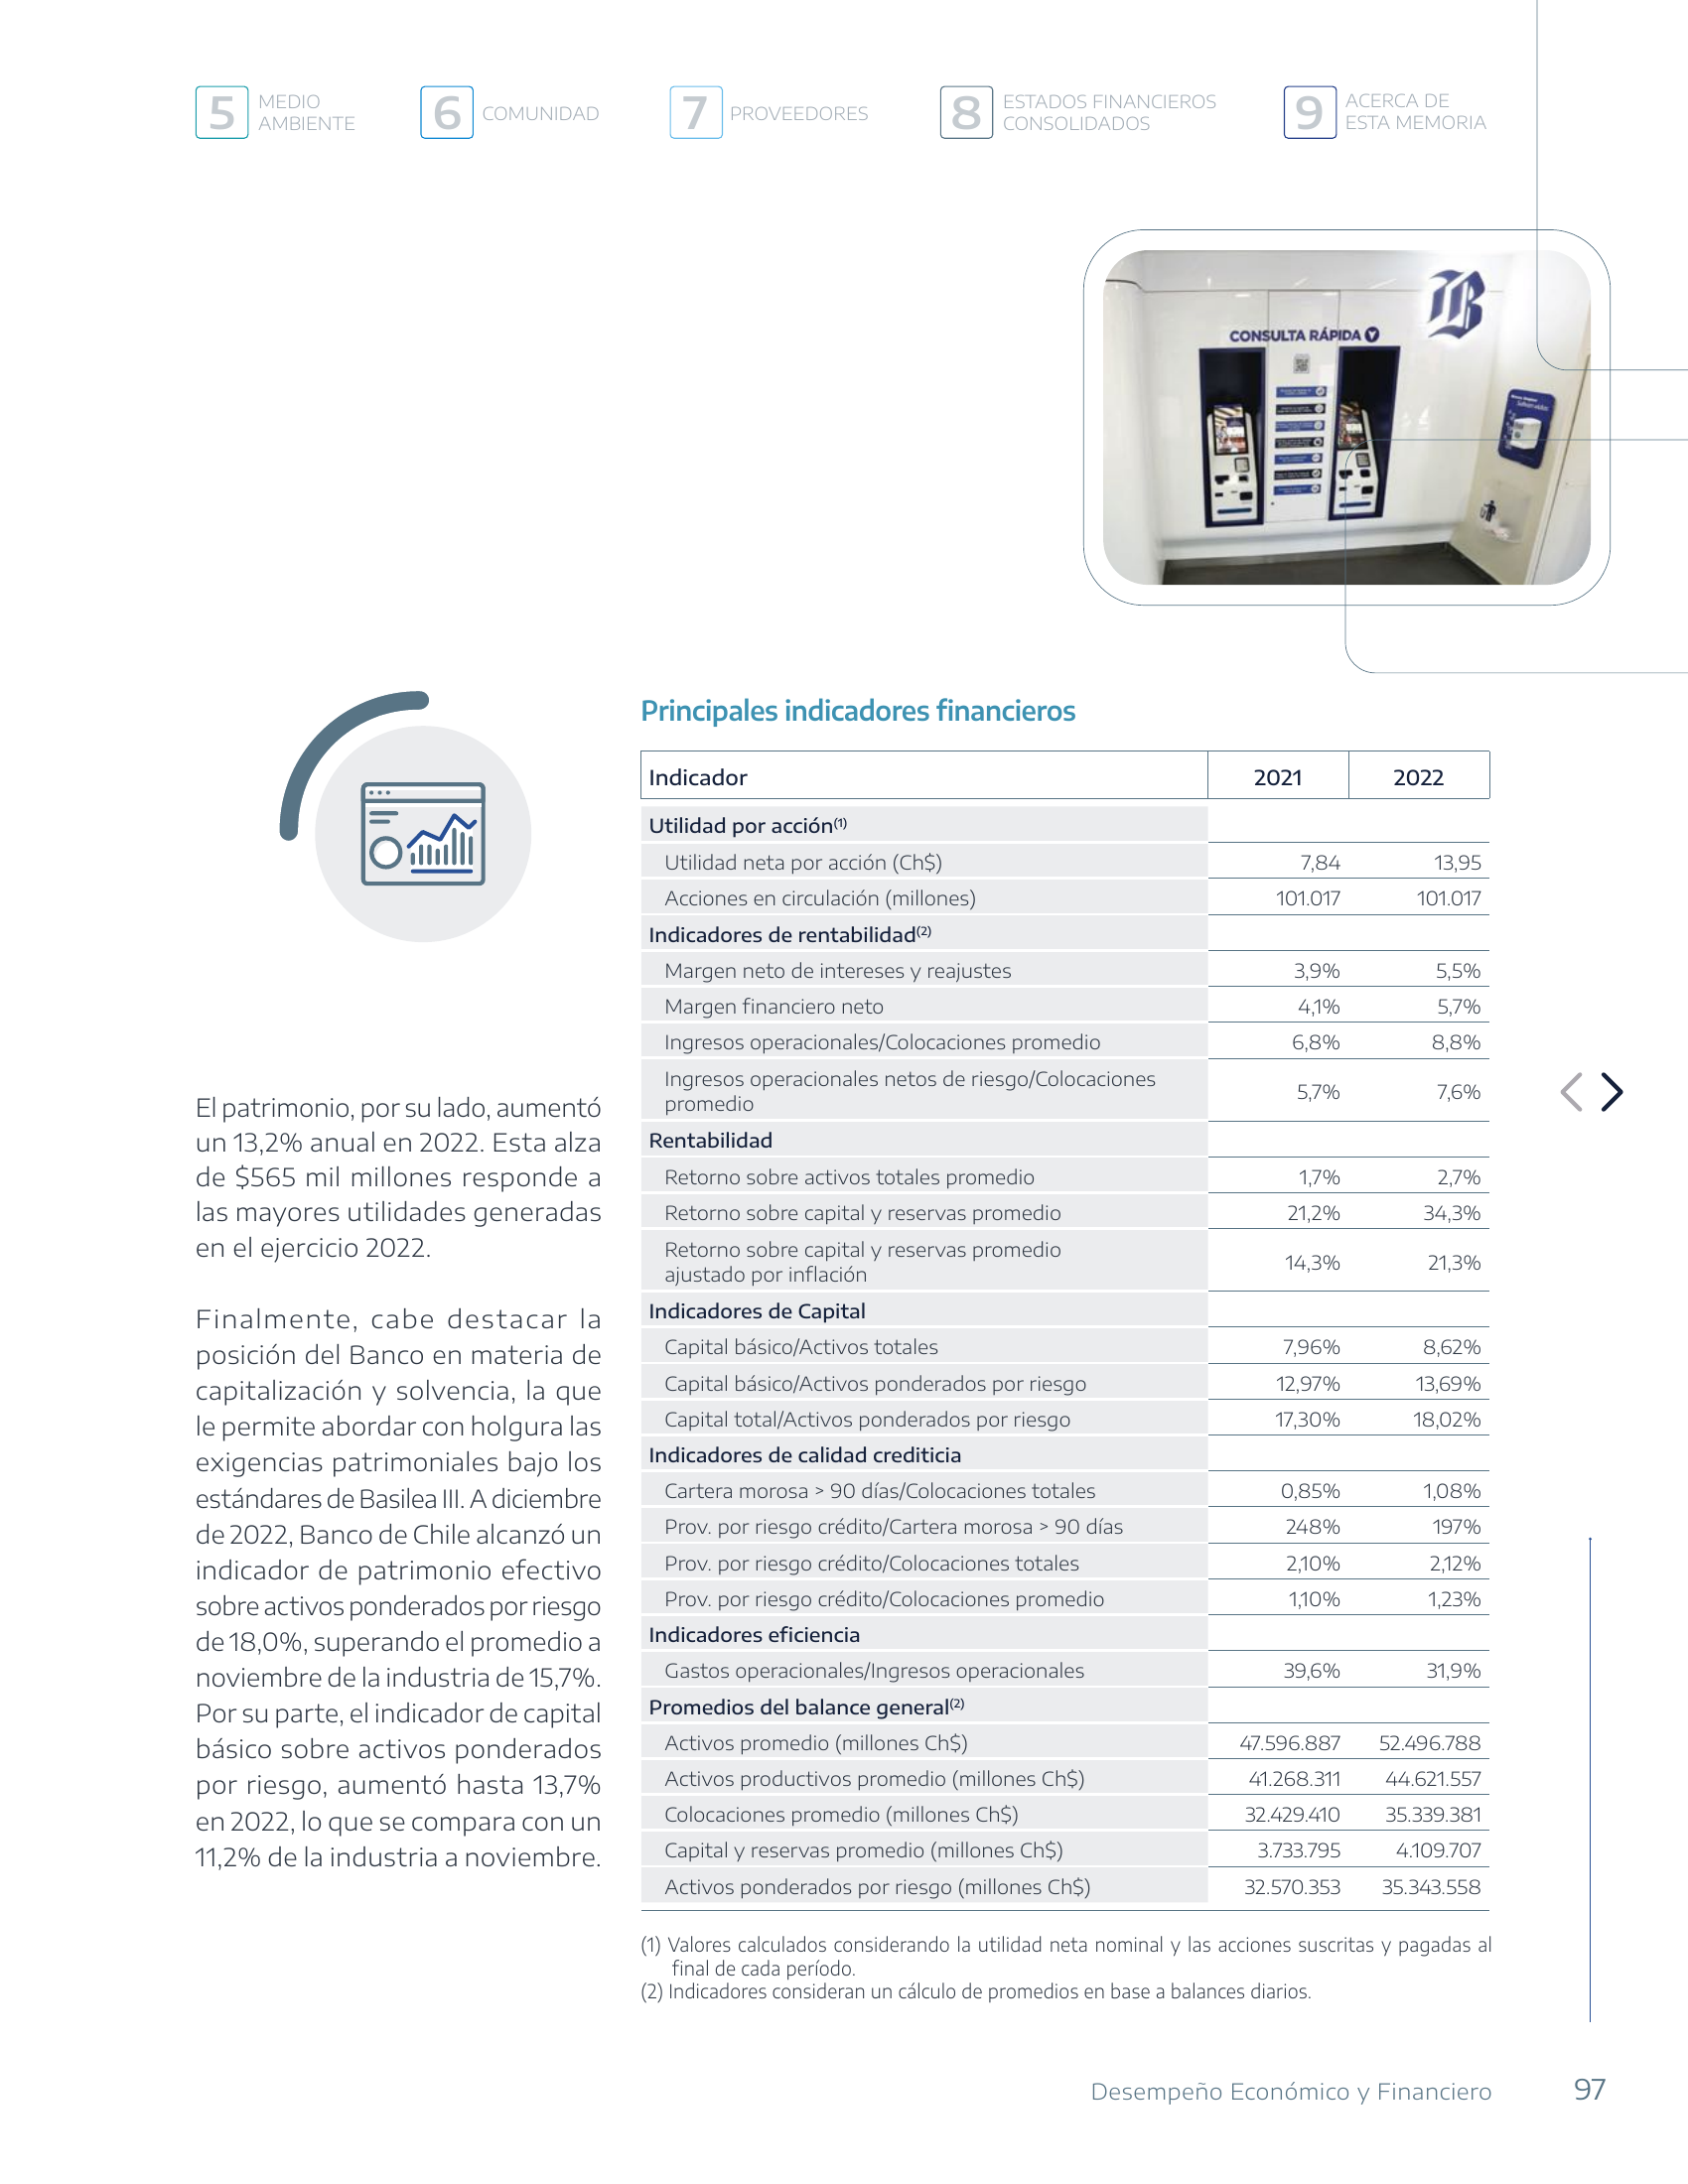 5 MEDIO AMBIENTE
6 COMUNIDAD
7 PROVEEDORES
8 ESTADOS FINANCIEROS CONSOLIDADOS
9 ACERCA DE ESTA MEMORIA
CONSULTA RÁPIDA
El patrimonio, por su lado, aumentó
un 13,2% anual en 2022. Esta alza
de $565 mil millones responde a
las mayores utilidades generadas
en el ejercicio 2022.
Finalmente, cabe destacar la
posición del Banco en materia de
capitalización y solvencia, la que
le permite abordar con holgura las
exigencias patrimoniales bajo los
estándares de Basilea III. A diciembre
de 2022, Banco de Chile alcanzó un
indicador de patrimonio efectivo
sobre activos ponderados por riesgo
de 18,0%, superando el promedio a
noviembre de la industria de 15,7%.
Por su parte, el indicador de capital
básico sobre activos ponderados
por riesgo, aumentó hasta 13,7%
en 2022, lo que se compara con un
11,2% de la industria a noviembre.
Principales indicadores financieros
Indicador 2021 2022
Utilidad por acción(1)
Utilidad neta por acción (Ch$) 7,84 13,95
Acciones en circulación (millones) 101.017 101.017
Indicadores de rentabilidad(2)
Margen neto de intereses y reajustes 3,9% 5,5%
Margen financiero neto 4,1% 5,7%
Ingresos operacionales/Colocaciones promedio 6,8% 8,8%
Ingresos operacionales netos de riesgo/Colocaciones
promedio 5,7% 7,6%
Rentabilidad
Retorno sobre activos totales promedio 1,7% 2,7%
Retorno sobre capital y reservas promedio 21,2% 34,3%
Retorno sobre capital y reservas promedio
ajustado por inflación 14,3% 21,3%
Indicadores de Capital
Capital básico/Activos totales 7,96% 8,62%
Capital básico/Activos ponderados por riesgo 12,97% 13,69%
Capital total/Activos ponderados por riesgo 17,30% 18,02%
Indicadores de calidad crediticia
Cartera morosa > 90 días/Colocaciones totales 0,85% 1,08%
Prov. por riesgo crédito/Cartera morosa > 90 días 248% 197%
Prov. por riesgo crédito/Colocaciones totales 2,10% 2,12%
Prov. por riesgo crédito/Colocaciones promedio 1,10% 1,23%
Indicadores eficiencia
Gastos operacionales/Ingresos operacionales 39,6% 31,9%
Promedios del balance general(2)
Activos promedio (millones Ch$) 47.596.887 52.496.788
Activos productivos promedio (millones Ch$) 41.268.311 44.621.557
Colocaciones promedio (millones Ch$) 32.429.410 35.339.381
Capital y reservas promedio (millones Ch$) 3.733.795 4.109.707
Activos ponderados por riesgo (millones Ch$) 32.570.353 35.343.558
(1) Valores calculados considerando la utilidad neta nominal y las acciones suscritas y pagadas al
final de cada período.
(2) Indicadores consideran un cálculo de promedios en base a balances diarios.
Desempeño Económico y Financiero 97